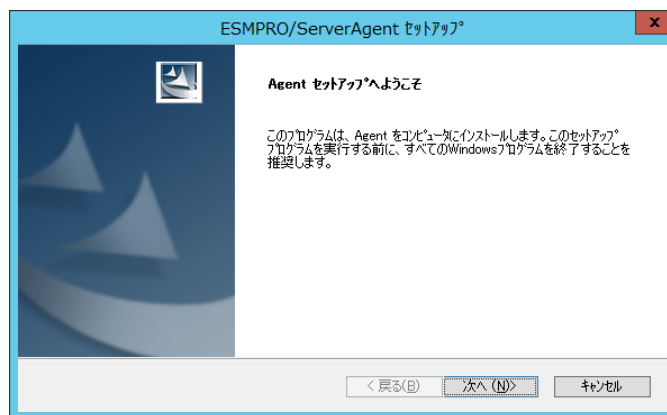 ESMPRO/ServerAgent ｾｯﾄｱｯﾌﾟ
x
Agent ｾｯﾄｱｯﾌﾟへようこそ
このﾌﾟﾛｸﾞﾗﾑは、Agent をｺﾝﾋﾟｭｰﾀにｲﾝｽﾄｰﾙします。このｾｯﾄｱｯﾌﾟ
ﾌﾟﾛｸﾞﾗﾑを実行する前に、すべてのWindowsﾌﾟﾛｸﾞﾗﾑを終了することを
推奨します。
< 戻る(B)
次へ (N)>
ｷｬﾝｾﾙ